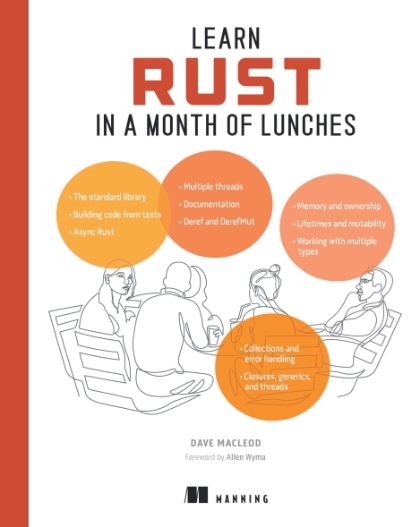 LEARN
RUST
IN A MONTH OF LUNCHES
• The standard library
• Building code from tests
• Async Rust
• Multiple threads
• Documentation
• Deref and DerefMut
• Memory and ownership
• Lifetimes and mutability
• Working with multiple
types
• Collections and
error handling
• Closures, generics,
and threads
DAVE MACLEOD
Foreword by Allen Wyma
MANNING